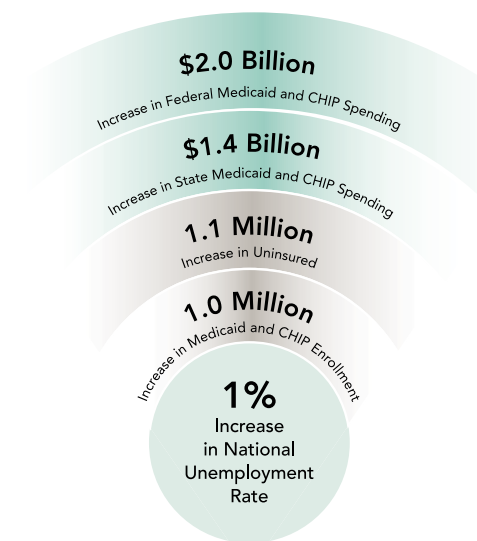 $2.0 Billion
Increase in Federal Medicaid and CHIP Spending
$1.4 Billion
Increase in State Medicaid and CHIP Spending
1.1 Million
Increase in Uninsured
1.0 Million
Increase in Medicaid and CHIP Enrollment
1%
Increase
in National
Unemployment
Rate